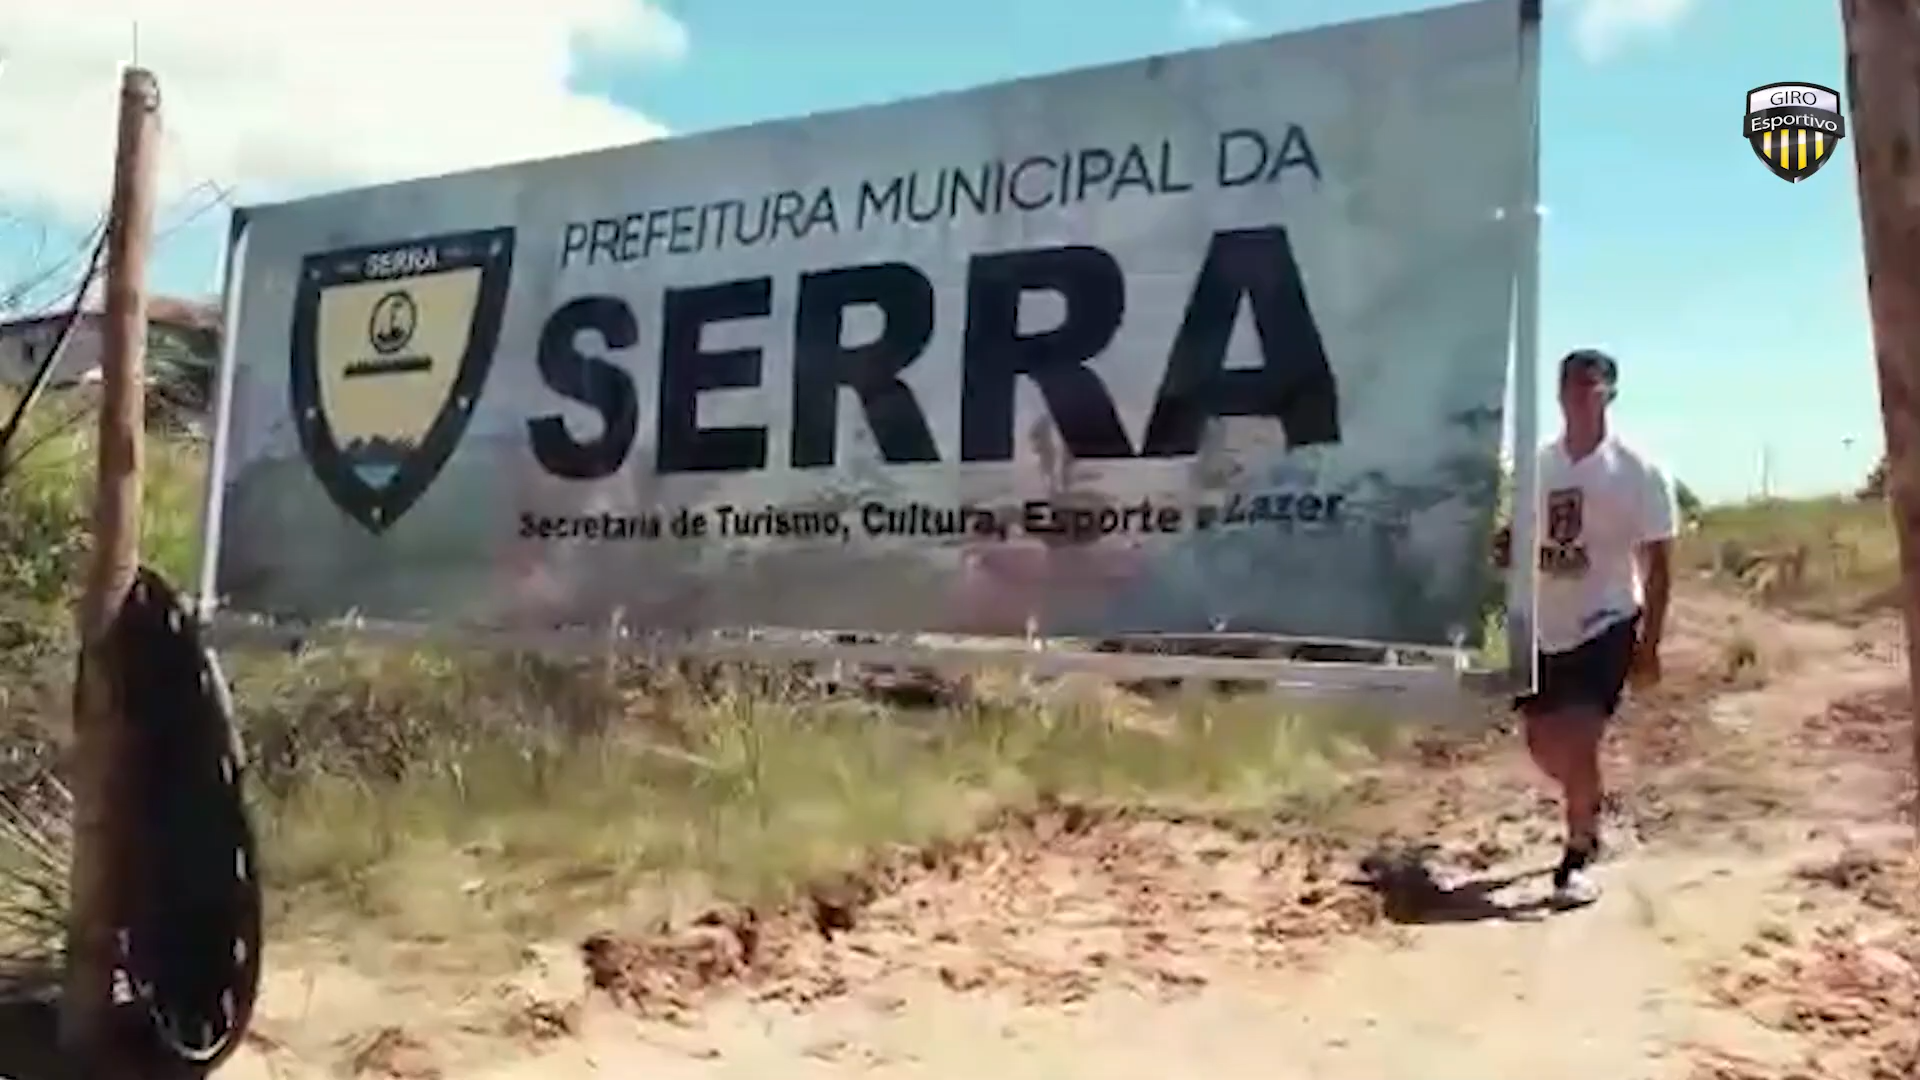 GIRO
Esportivo
PREFEITURA MUNICIPAL DA
SERRA
SERRA
Secretaria de Turismo, Cultura, Esporte e Lazer